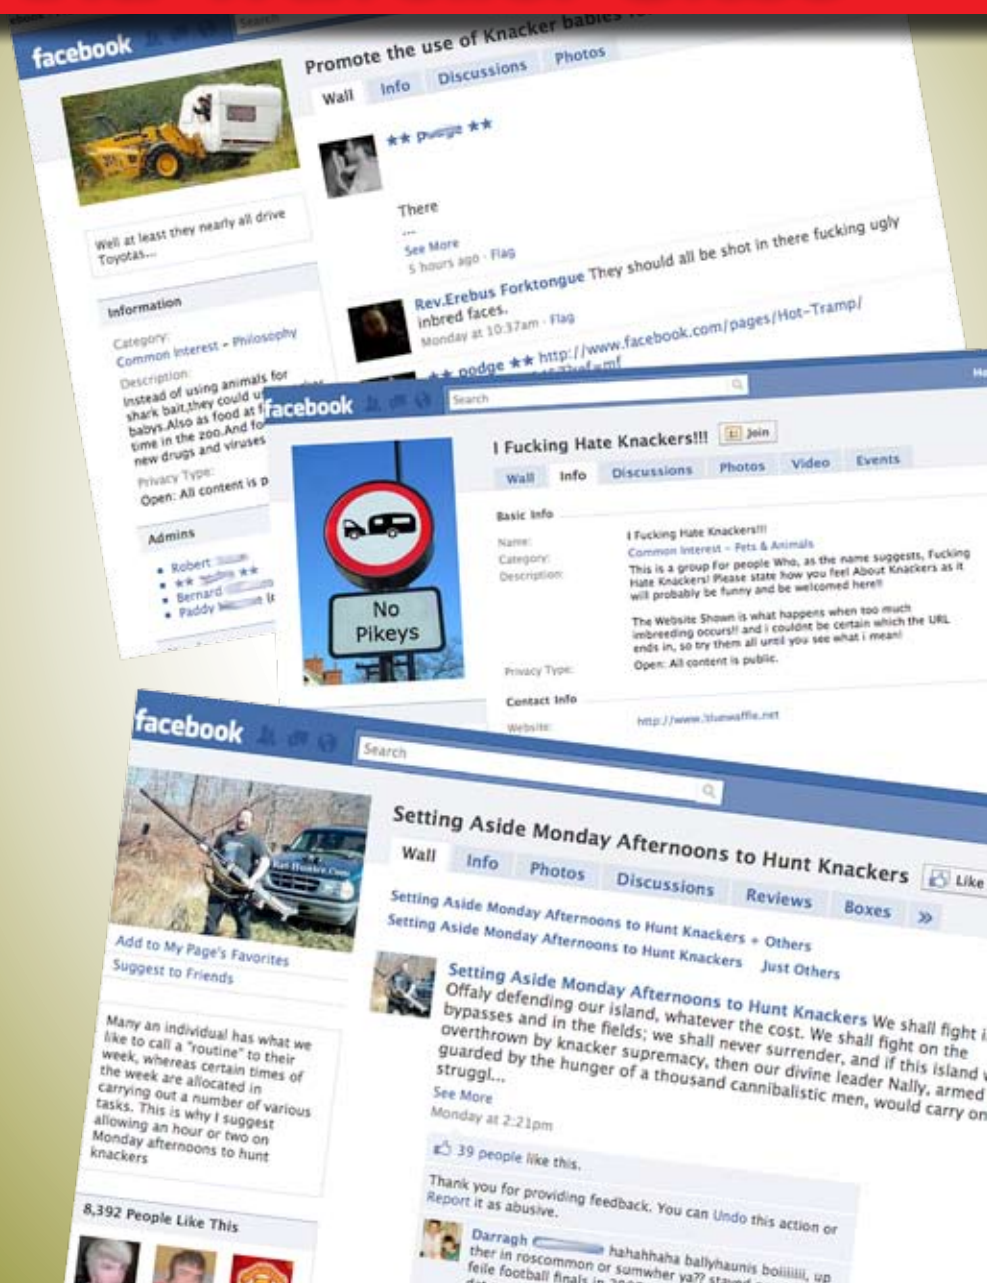 facebook
Search
Promote the use of Knacker babies
Wall Info Discussions Photos
Well at least they nearly all drive
Toyotas...
Information
Category:
Common Interest - Philosophy
Description:
Instead of using animals for
shark bait,they could
babys.Also as food at
time in the zoo.And fo
new drugs and viruses
Privacy Type:
Open: All content is p
Admins
Robert
Bernard
Paddy
There
...
See More
5 hours ago · Flag
Rev.Erebus Forktongue They should all be shot in there fucking ugly
inbred faces.
Monday at 10:37am · Flag
★★ podge ★★ http://www.facebook.com/pages/Hot-Tramp/
facebook
Search
I Fucking Hate Knackers!!! Join
Wall Info Discussions Photos Video Events
No
Pikeys
Basic Info
Name: I Fucking Hate Knackers!!!
Category: Common Interest - Pets & Animals
Description: This is a group For people Who, as the name suggests, Fucking
Hate Knackers! Please state how you feel About Knackers as it
will probably be funny and be welcomed here!!
The Website Shown is what happens when too much
imbreeding occurs!! and i couldnt be certain which the URL
ends in, so try them all until you see what i mean!
Privacy Type: Open: All content is public.
Contact Info
Website:
facebook
Search
Setting Aside Monday Afternoons to Hunt Knackers Like
Wall Info Photos Discussions Reviews Boxes »
Setting Aside Monday Afternoons to Hunt Knackers + Others
Setting Aside Monday Afternoons to Hunt Knackers Just Others
Add to My Page's Favorites
Suggest to Friends
Many an individual has what we
like to call a "routine" to their
week, whereas certain times of
the week are allocated in
carrying out a number of various
tasks. This is why I suggest
allowing an hour or two on
Monday afternoons to hunt
knackers
8,392 People Like This
Setting Aside Monday Afternoons to Hunt Knackers We shall fight i
Offaly defending our island, whatever the cost. We shall fight on the
bypasses and in the fields; we shall never surrender, and if this island w
overthrown by knacker supremacy, then our divine leader Nally, armed
guarded by the hunger of a thousand cannibalistic men, would carry on
struggl...
See More
Monday at 2:21pm
39 people like this.
Thank you for providing feedback. You can Undo this action or
Report it as abusive.
Darragh hahahhaha ballyhaunis boiiiiiii, up
ther in roscommon or sumwher ya??
feile football finals in